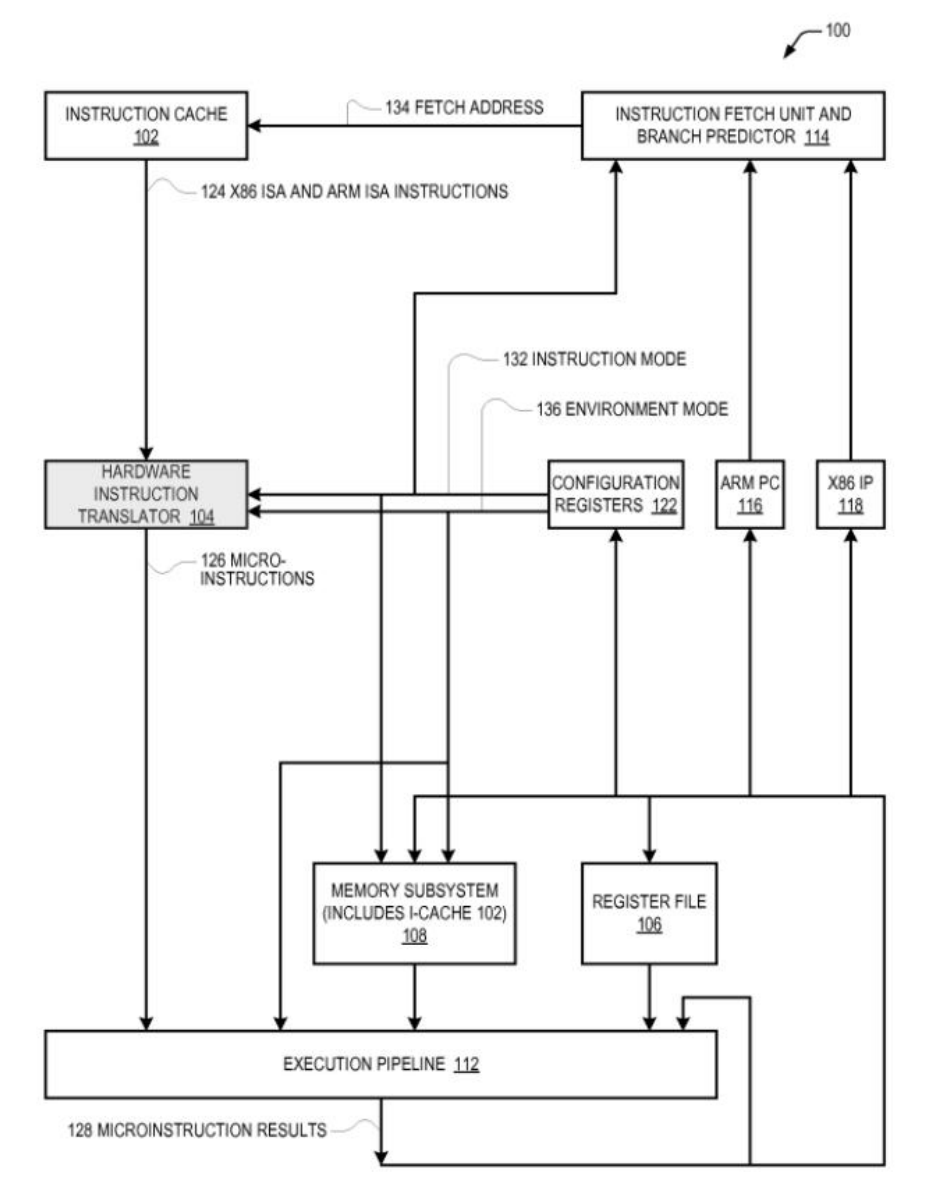 100
134 FETCH ADDRESS
INSTRUCTION CACHE
102
INSTRUCTION FETCH UNIT AND
BRANCH PREDICTOR 114
124 X86 ISA AND ARM ISA INSTRUCTIONS
132 INSTRUCTION MODE
136 ENVIRONMENT MODE
HARDWARE
INSTRUCTION
TRANSLATOR 104
CONFIGURATION
REGISTERS 122
ARM PC
116
X86 IP
118
126 MICRO-
INSTRUCTIONS
MEMORY SUBSYSTEM
(INCLUDES I-CACHE 102)
108
REGISTER FILE
106
EXECUTION PIPELINE 112
128 MICROINSTRUCTION RESULTS